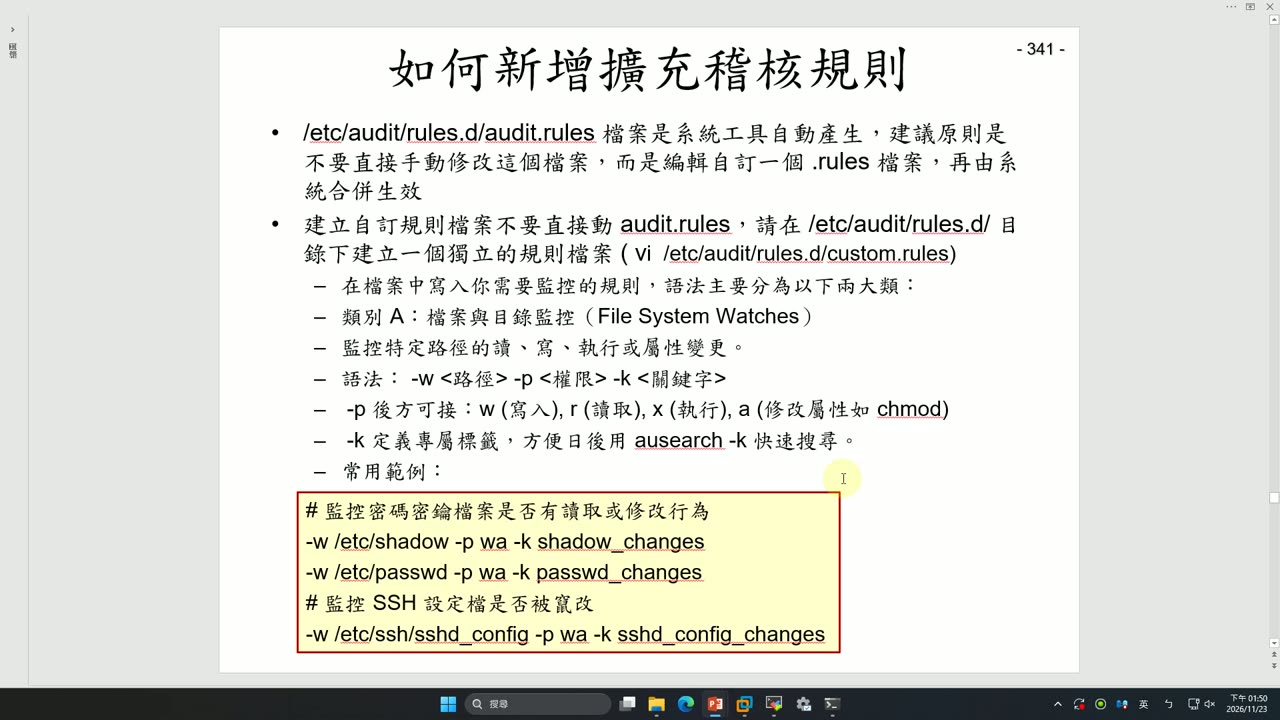 - 341 -
如何新增擴充稽核規則
• /etc/audit/rules.d/audit.rules 檔案是系統工具自動產生，建議原則是
不要直接手動修改這個檔案，而是編輯自訂一個 .rules 檔案，再由系
統合併生效
• 建立自訂規則檔案不要直接動 audit.rules，請在 /etc/audit/rules.d/ 目
錄下建立一個獨立的規則檔案 ( vi /etc/audit/rules.d/custom.rules)
– 在檔案中寫入你需要監控的規則，語法主要分為以下兩大類：
– 類別 A：檔案與目錄監控（File System Watches）
– 監控特定路徑的讀、寫、執行或屬性變更。
– 語法： -w <路徑> -p <權限> -k <關鍵字>
– -p 後方可接：w (寫入), r (讀取), x (執行), a (修改屬性如 chmod)
– -k 定義專屬標籤，方便日後用 ausearch -k 快速搜尋。
– 常用範例：
# 監控密碼密鑰檔案是否有讀取或修改行為
-w /etc/shadow -p wa -k shadow_changes
-w /etc/passwd -p wa -k passwd_changes
# 監控 SSH 設定檔是否被竄改
-w /etc/ssh/sshd_config -p wa -k sshd_config_changes
搜尋
英
ㄅ
下午 01:50
2026/11/23